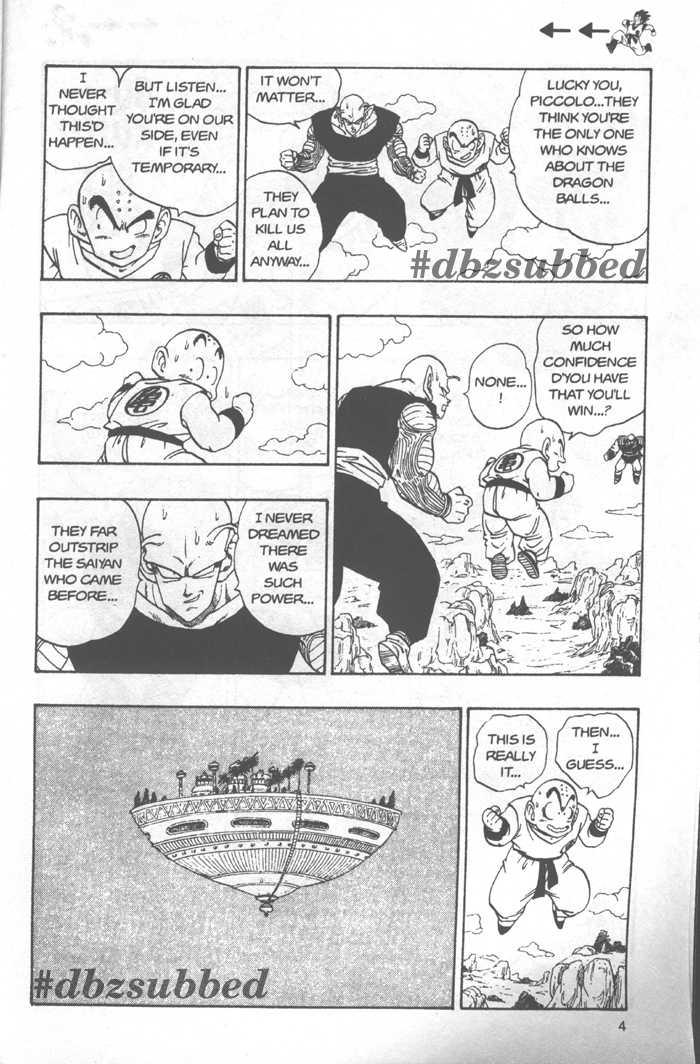 LUCKY YOU,
PICCOLO...THEY
THINK YOU'RE
THE ONLY ONE
WHO KNOWS
ABOUT THE
DRAGON
BALLS...
IT WON'T
MATTER...
THEY
PLAN TO
KILL US
ALL
ANYWAY...
#dbzsubbed
BUT LISTEN...
I'M GLAD
YOU'RE ON OUR
SIDE, EVEN
IF IT'S
TEMPORARY...
I
NEVER
THOUGHT
THIS'D
HAPPEN...
SO HOW
MUCH
CONFIDENCE
D'YOU HAVE
THAT YOU'LL
WIN...?
NONE...
!
I NEVER
DREAMED
THERE
WAS
SUCH
POWER...
THEY FAR
OUTSTRIP
THE SAIYAN
WHO CAME
BEFORE...
THEN...
I
GUESS...
THIS IS
REALLY
IT...
#dbzsubbed
4